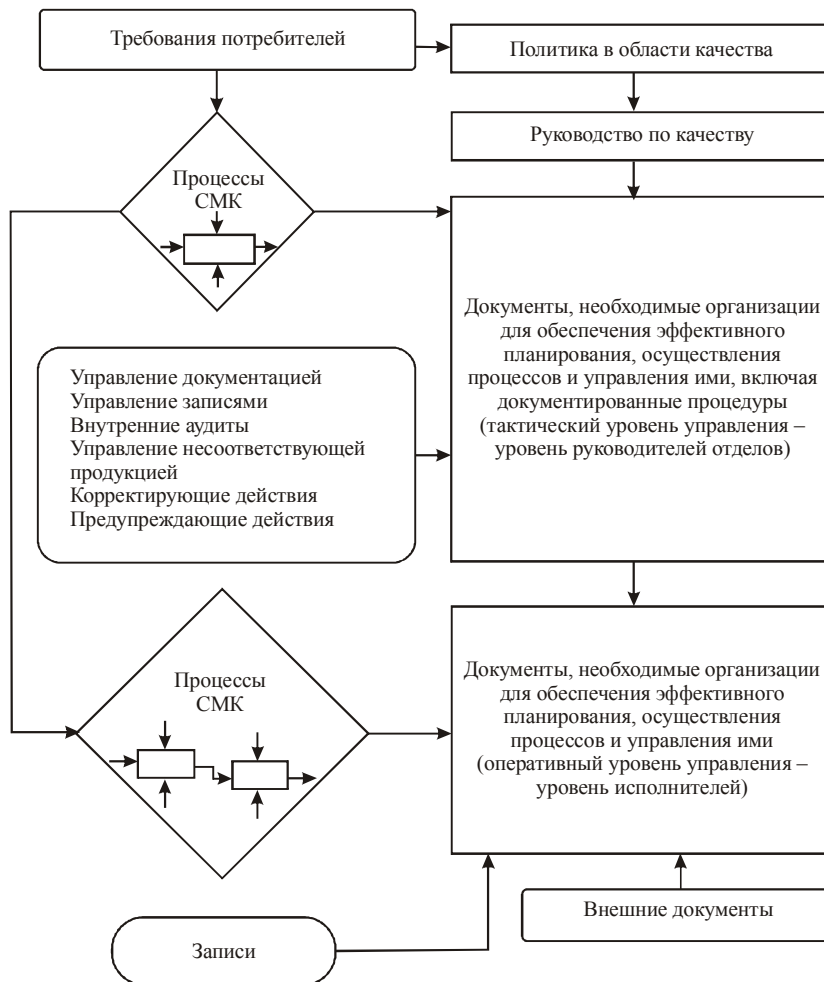 Требования потребителей
Политика в области качества
Руководство по качеству
Процессы
СМК
Документы, необходимые организации
для обеспечения эффективного
планирования, осуществления
процессов и управления ими, включая
документированные процедуры
(тактический уровень управления –
уровень руководителей отделов)
Управление документацией
Управление записями
Внутренние аудиты
Управление несоответствующей
продукцией
Корректирующие действия
Предупреждающие действия
Процессы
СМК
Документы, необходимые организации
для обеспечения эффективного
планирования, осуществления
процессов и управления ими
(оперативный уровень управления –
уровень исполнителей)
Внешние документы
Записи